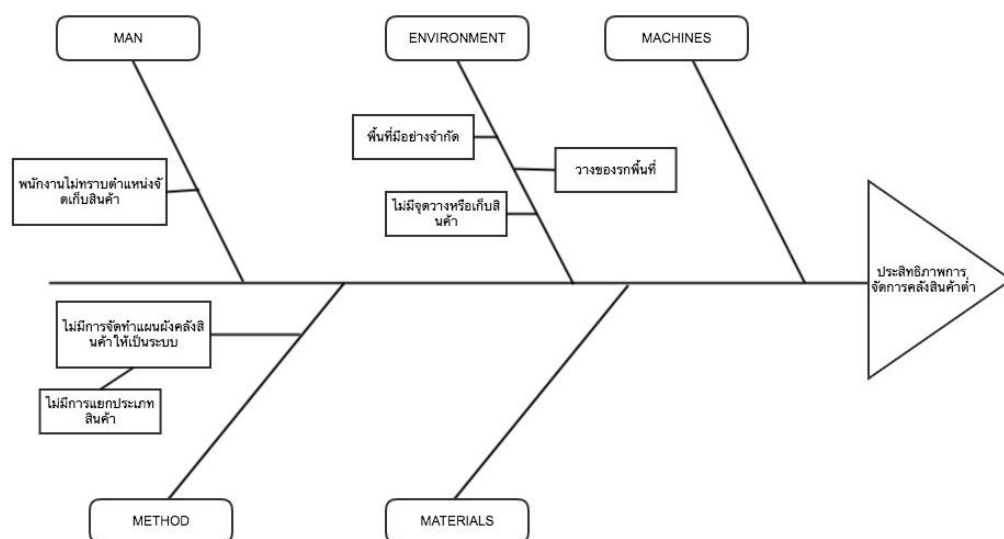 MAN
ENVIRONMENT
MACHINES
พื้นที่มีอย่างจำกัด
วางของรกพื้นที่
พนักงานไม่ทราบตำแหน่งจั
ดเก็บสินค้า
ไม่มีจุดวางหรือเก็บสิ
นค้า
ประสิทธิภาพการ
จัดการคลังสินค้าต่ำ
ไม่มีการจัดทำแผนผังคลังสิ
นค้าให้เป็นระบบ
ไม่มีการแยกประเภท
สินค้า
METHOD
MATERIALS